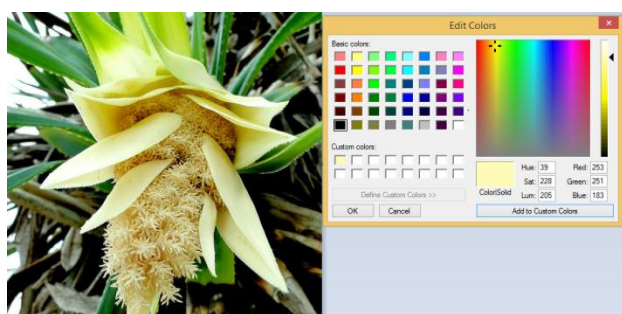 Edit Colors
Basic colors:
Custom colors:
Define Custom Colors >>
OK Cancel
Color|Solid
Hue: 39 Red: 253
Sat: 228 Green: 251
Lum: 205 Blue: 183
Add to Custom Colors